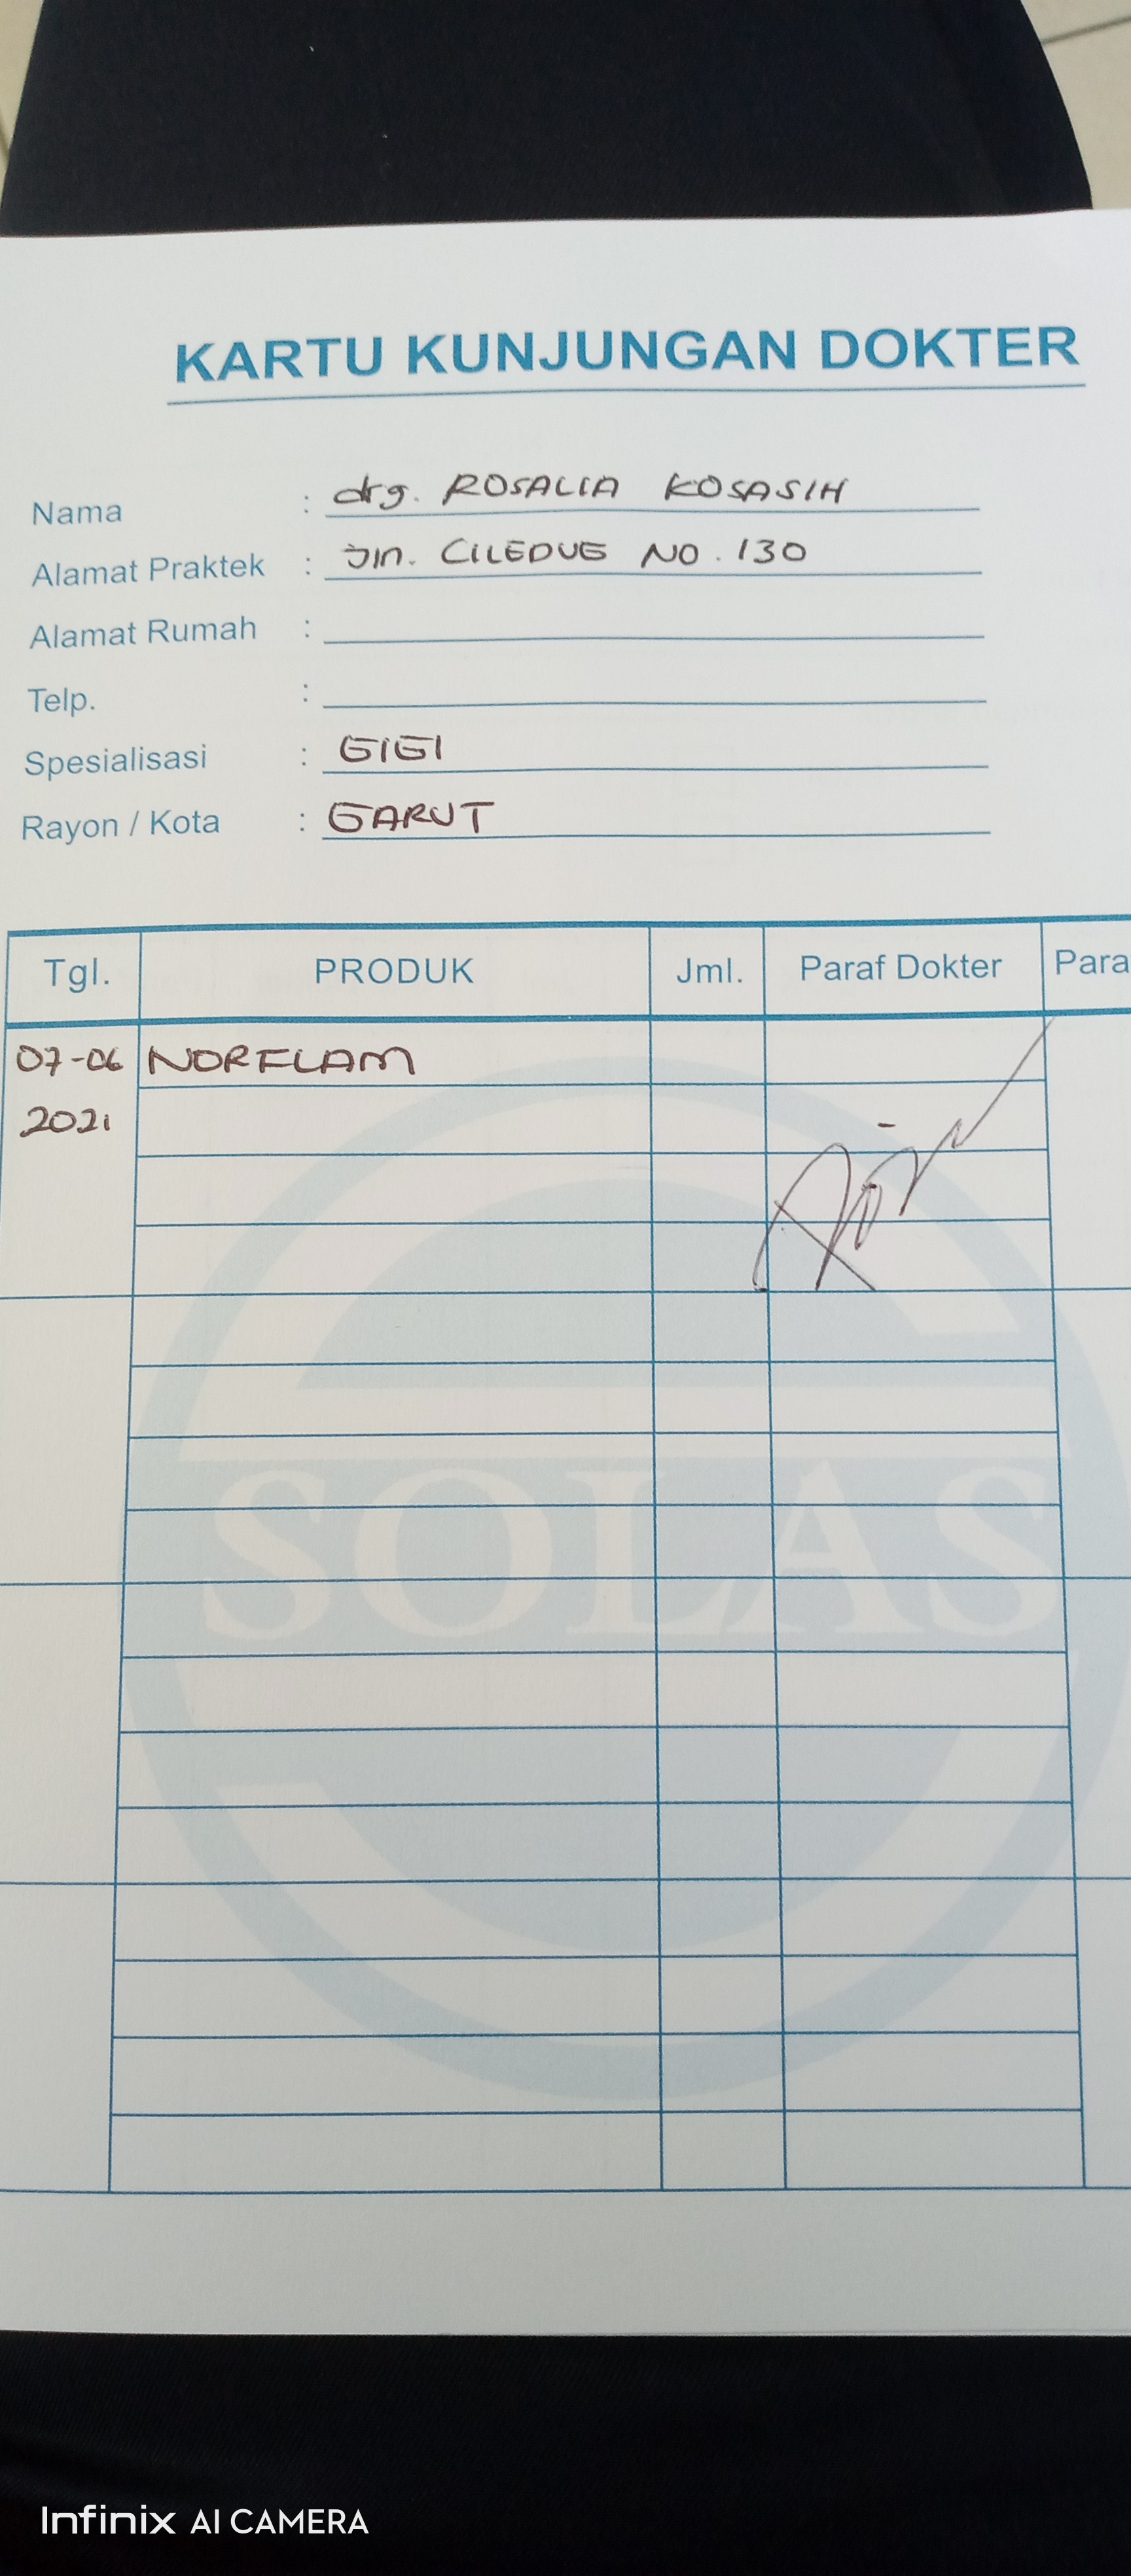 KARTU KUNJUNGAN DOKTER
Nama : drg. ROSALIA KOSASIH
Alamat Praktek : Jln. CILEDUG NO. 130
Alamat Rumah :
Telp. :
Spesialisasi : GIGI
Rayon / Kota : GARUT
Tgl. PRODUK Jml. Paraf Dokter Para
07-06 NORFLAM
2021
SOLAS
Infinix AI CAMERA